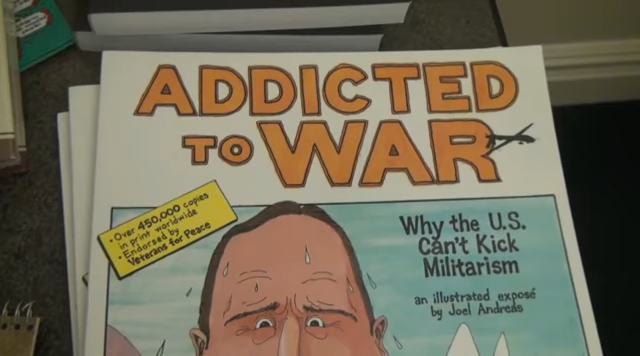 ADDICTED
TO WAR
• Over 450,000 copies
in print worldwide
• Endorsed by
Veterans for Peace
Why the U.S.
Can't Kick
Militarism
an illustrated exposé
by Joel Andreas